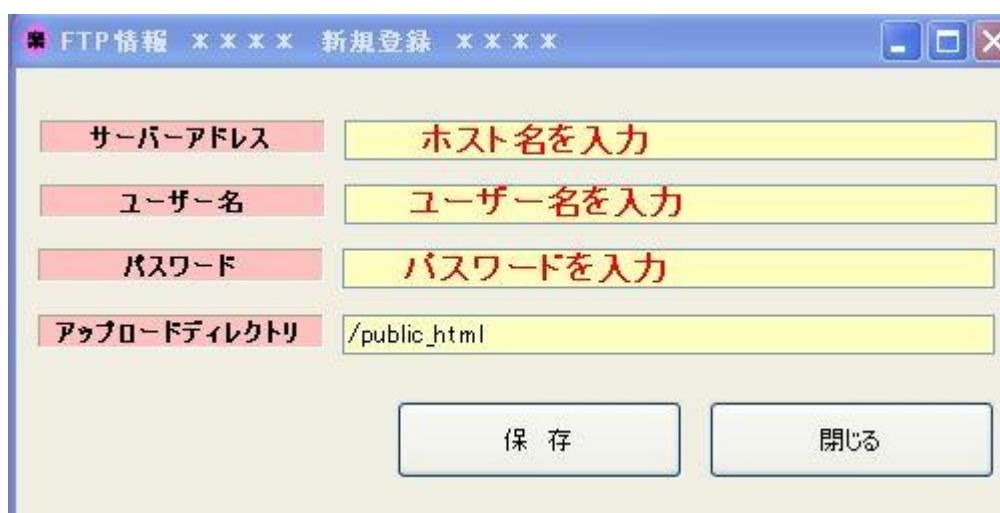 楽 FTP情報 ＊＊＊＊ 新規登録 ＊＊＊＊
サーバーアドレス ホスト名を入力
ユーザー名 ユーザー名を入力
パスワード パスワードを入力
アップロードディレクトリ /public_html
保 存 閉じる